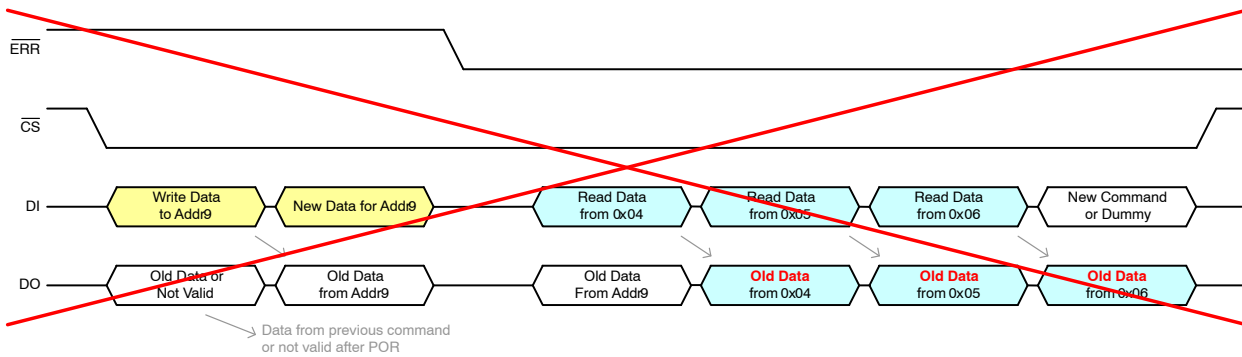 ERR
CS
DI
Write Data
to Addr9
New Data for Addr9
Read Data
from 0x04
Read Data
from 0x05
Read Data
from 0x06
New Command
or Dummy
DO
Old Data or
Not Valid
Old Data
from Addr9
Old Data
From Addr9
Old Data
from 0x04
Old Data
from 0x05
Old Data
from 0x06
Data from previous command
or not valid after POR